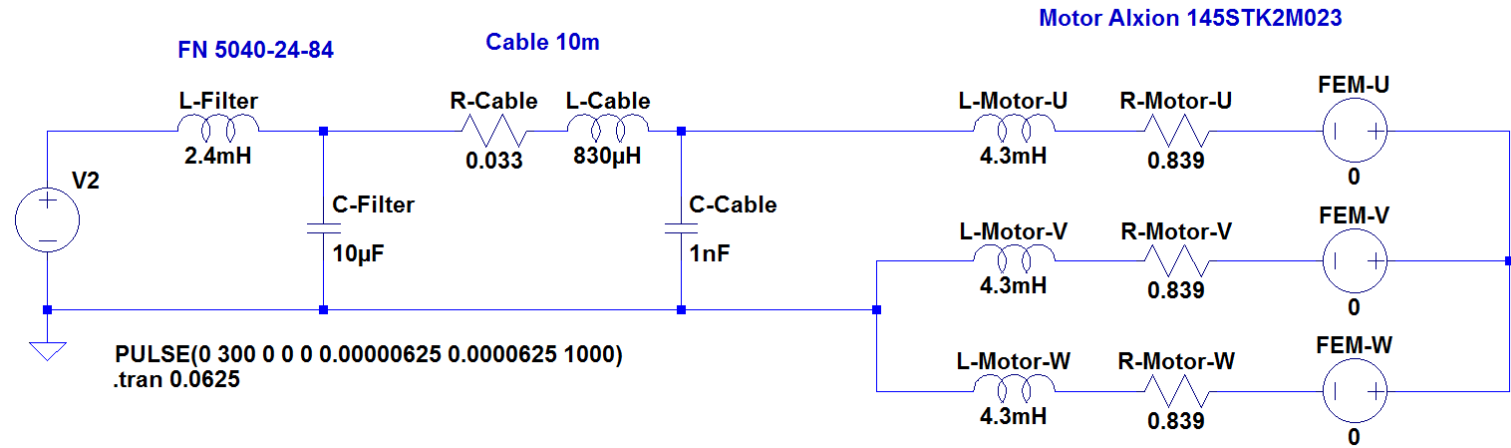 Motor Alxion 145STK2M023
FN 5040-24-84
Cable 10m
L-Filter
2.4mH
R-Cable
0.033
L-Cable
830µH
L-Motor-U
4.3mH
R-Motor-U
0.839
FEM-U
0
V2
C-Filter
10µF
C-Cable
1nF
L-Motor-V
4.3mH
R-Motor-V
0.839
FEM-V
0
L-Motor-W
4.3mH
R-Motor-W
0.839
FEM-W
0
PULSE(0 300 0 0 0 0.00000625 0.0000625 1000)
.tran 0.0625